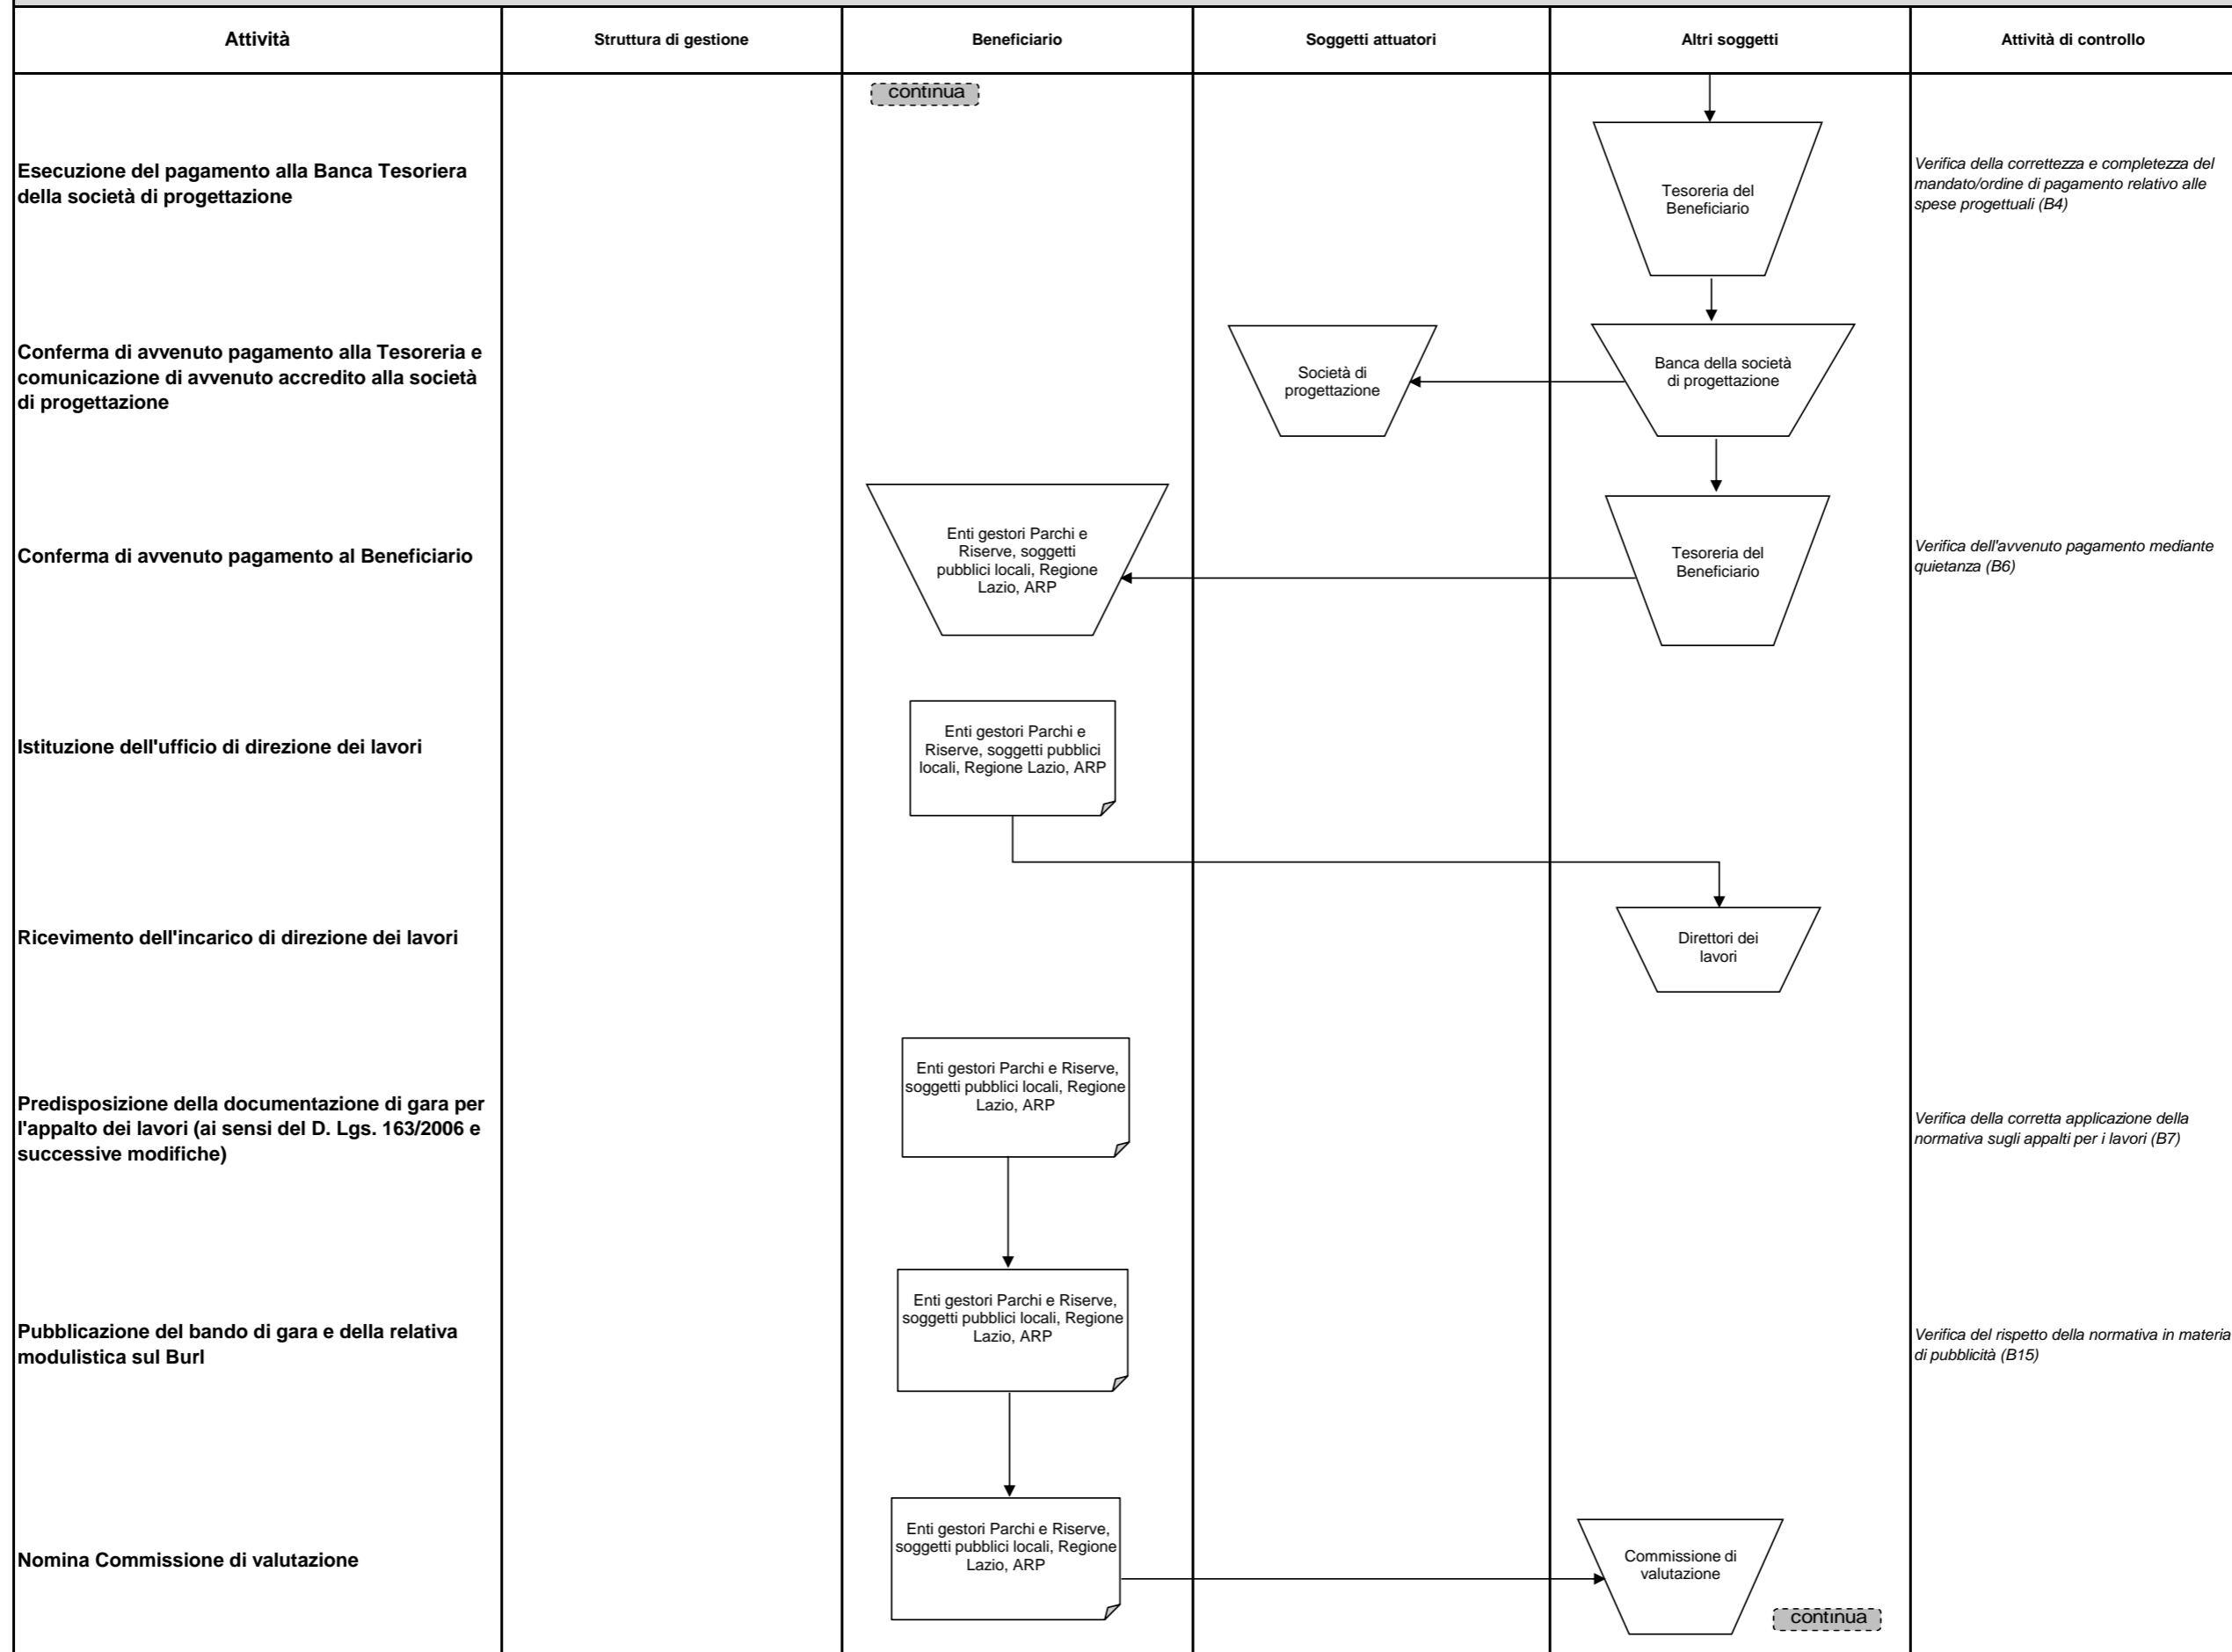 Attività
Struttura di gestione
Beneficiario
Soggetti attuatori
Altri soggetti
Attività di controllo
continua
Esecuzione del pagamento alla Banca Tesoriera
della società di progettazione
Tesoreria del
Beneficiario
Verifica della correttezza e completezza del
mandato/ordine di pagamento relativo alle
spese progettuali (B4)
Conferma di avvenuto pagamento alla Tesoreria e
comunicazione di avvenuto accredito alla società
di progettazione
Società di
progettazione
Banca della società
di progettazione
Conferma di avvenuto pagamento al Beneficiario
Enti gestori Parchi e
Riserve, soggetti
pubblici locali, Regione
Lazio, ARP
Tesoreria del
Beneficiario
Verifica dell'avvenuto pagamento mediante
quietanza (B6)
Istituzione dell'ufficio di direzione dei lavori
Enti gestori Parchi e
Riserve, soggetti pubblici
locali, Regione Lazio, ARP
Ricevimento dell'incarico di direzione dei lavori
Direttori dei
lavori
Predisposizione della documentazione di gara per
l'appalto dei lavori (ai sensi del D. Lgs. 163/2006 e
successive modifiche)
Enti gestori Parchi e Riserve,
soggetti pubblici locali, Regione
Lazio, ARP
Verifica della corretta applicazione della
normativa sugli appalti per i lavori (B7)
Pubblicazione del bando di gara e della relativa
modulistica sul Burl
Enti gestori Parchi e Riserve,
soggetti pubblici locali, Regione
Lazio, ARP
Verifica del rispetto della normativa in materia
di pubblicità (B15)
Nomina Commissione di valutazione
Enti gestori Parchi e Riserve,
soggetti pubblici locali, Regione
Lazio, ARP
Commissione di
valutazione
continua